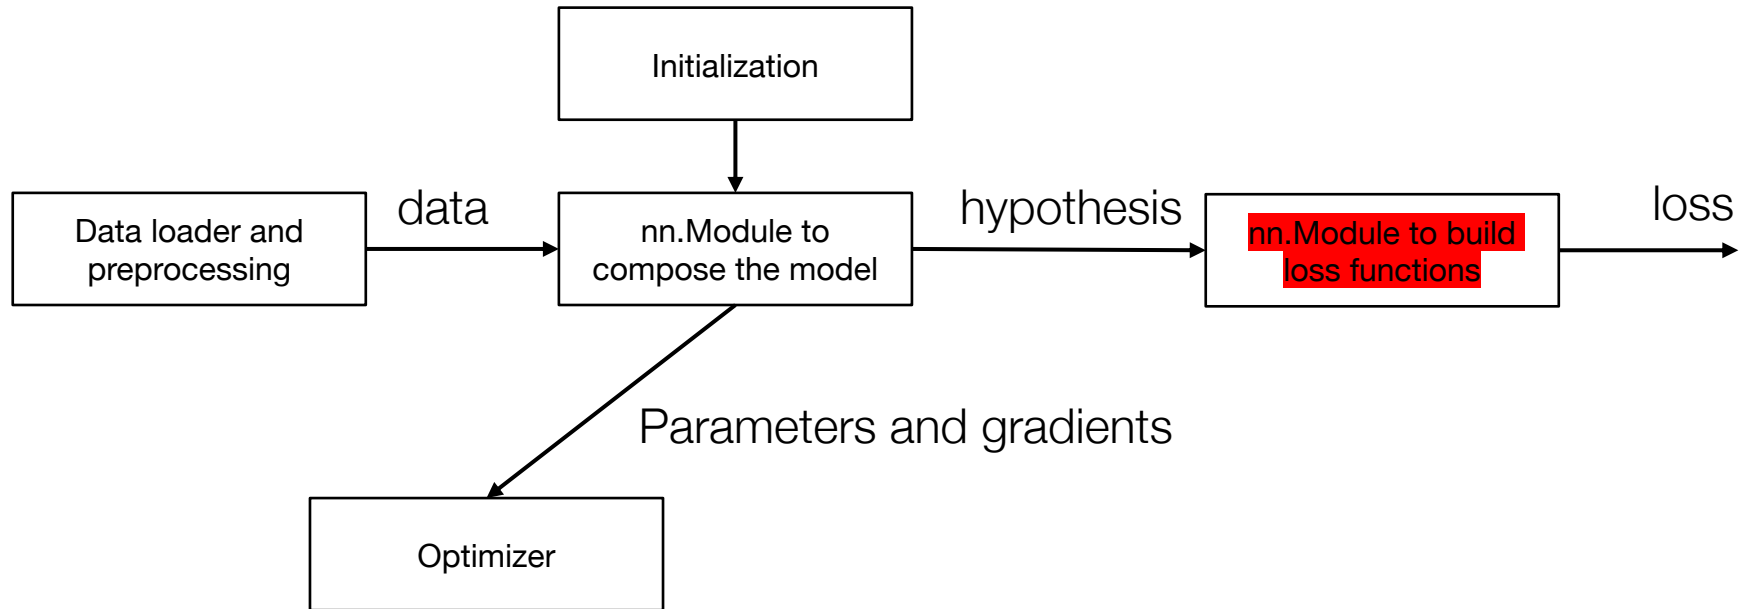 Initialization
Data loader and
preprocessing
data
nn.Module to
compose the model
hypothesis
nn.Module to build
loss functions
loss
Parameters and gradients
Optimizer